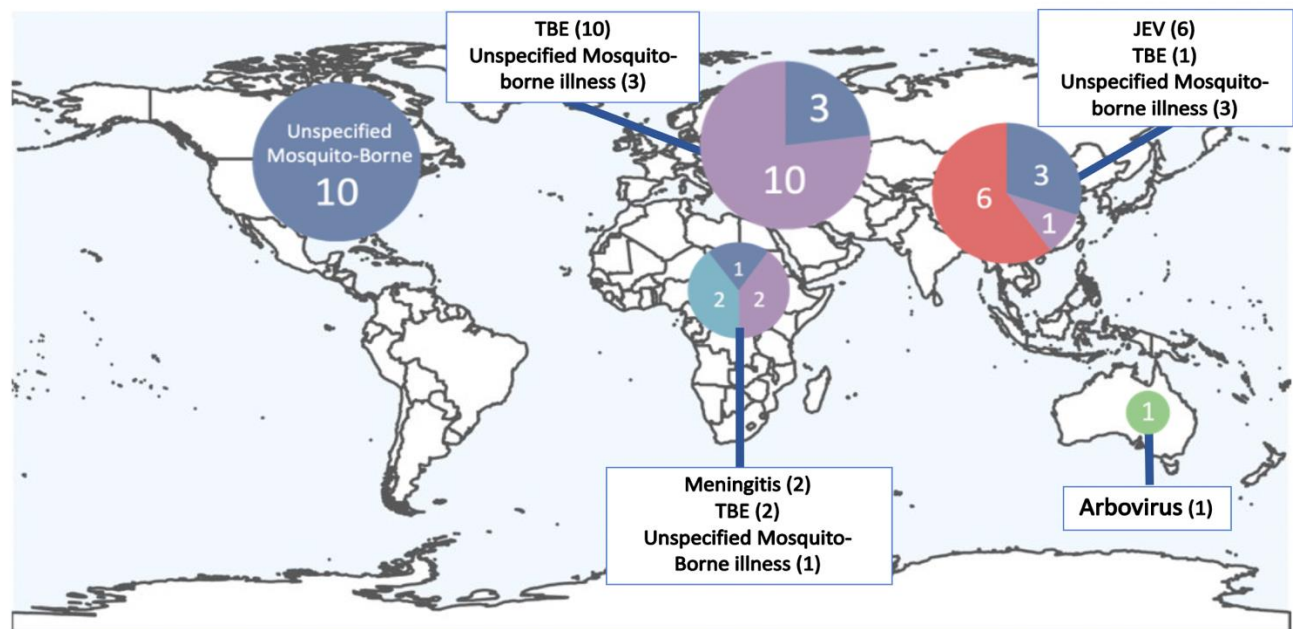 TBE (10)
Unspecified Mosquito-
borne illness (3)
JEV (6)
TBE (1)
Unspecified Mosquito-
borne illness (3)
Unspecified
Mosquito-Borne
10
3
10
3
6
1
1
2
2
1
Meningitis (2)
TBE (2)
Unspecified Mosquito-
Borne illness (1)
Arbovirus (1)